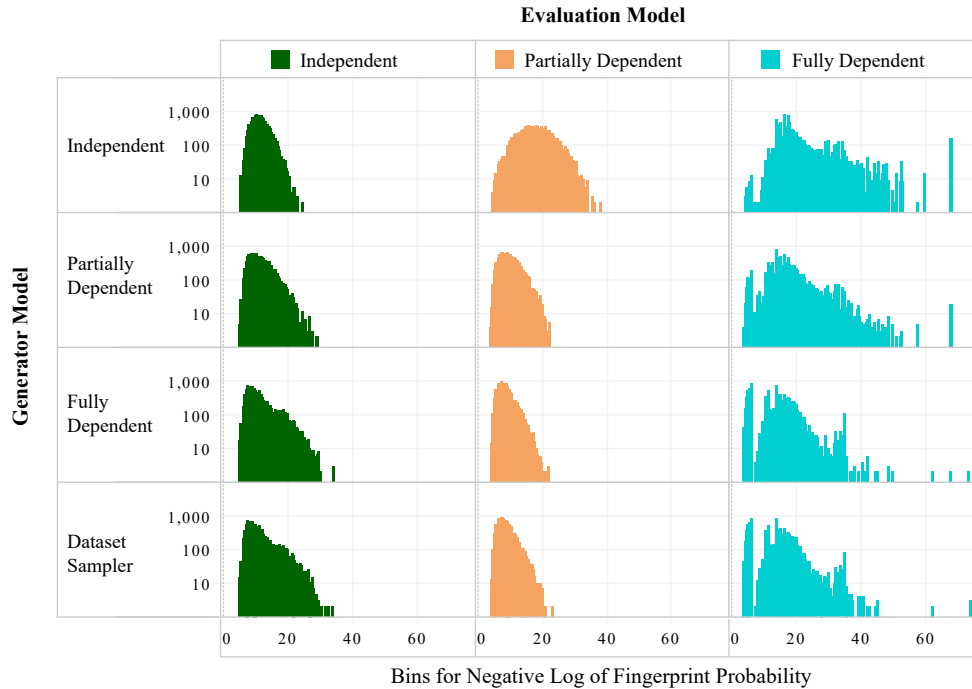 Evaluation Model
Independent
Partially Dependent
Fully Dependent
Generator Model
Independent
1,000
100
10
Partially
Dependent
1,000
100
10
Fully
Dependent
1,000
100
10
Dataset
Sampler
1,000
100
10
0 20 40 60
0 20 40 60
0 20 40 60
Bins for Negative Log of Fingerprint Probability